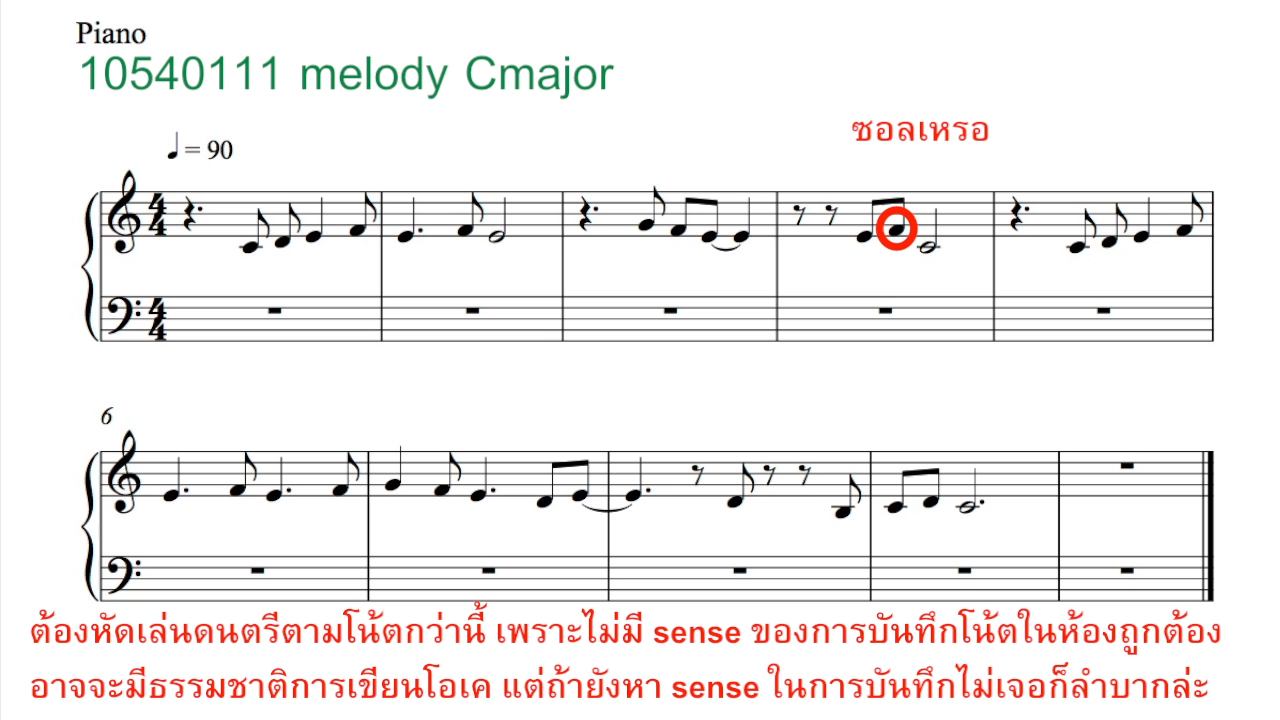 Piano
10540111 melody Cmajor
ซอลเหรอ
= 90
6
ต้องหัดเล่นดนตรีตามโน้ตกว่านี้ เพราะไม่มี sense ของการบันทึกโน้ตในห้องถูกต้อง
อาจจะมีธรรมชาติการเขียนโอเค แต่ถ้ายังหา sense ในการบันทึกไม่เจอก็ลำบากล่ะ